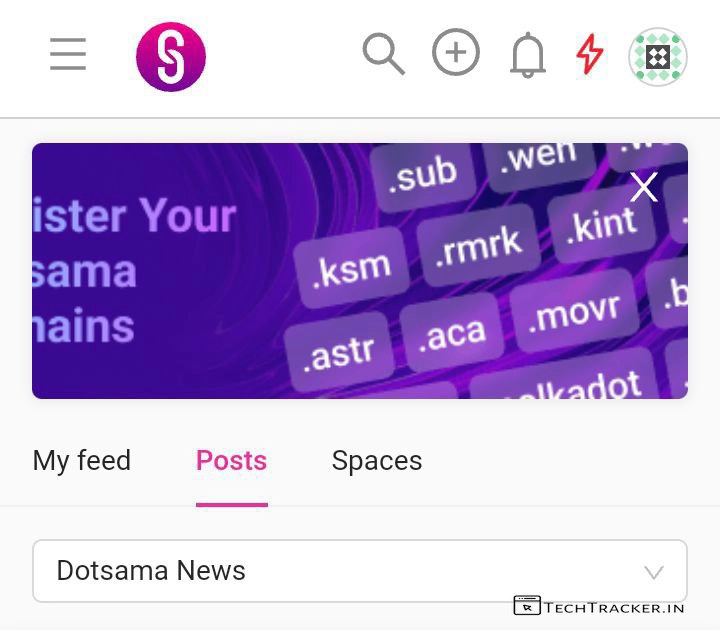 ister Your
sama
nains
.sub
.weh
.ksm
.rmrk
.kint
.astr
.aca
.movr
.b
olkadot
X
My feed
Posts
Spaces
Dotsama News
TECHTRACKER.IN